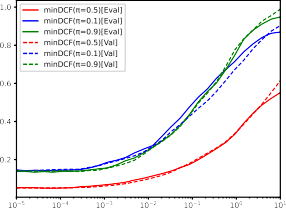 minDCF(π=0.5)[Eval]
minDCF(π=0.1)[Eval]
minDCF(π=0.9)[Eval]
minDCF(π=0.5)[Val]
minDCF(π=0.1)[Val]
minDCF(π=0.9)[Val]
1.0
0.8
0.6
0.4
0.2
10⁻⁵ 10⁻⁴ 10⁻³ 10⁻² 10⁻¹ 10⁰ 10¹